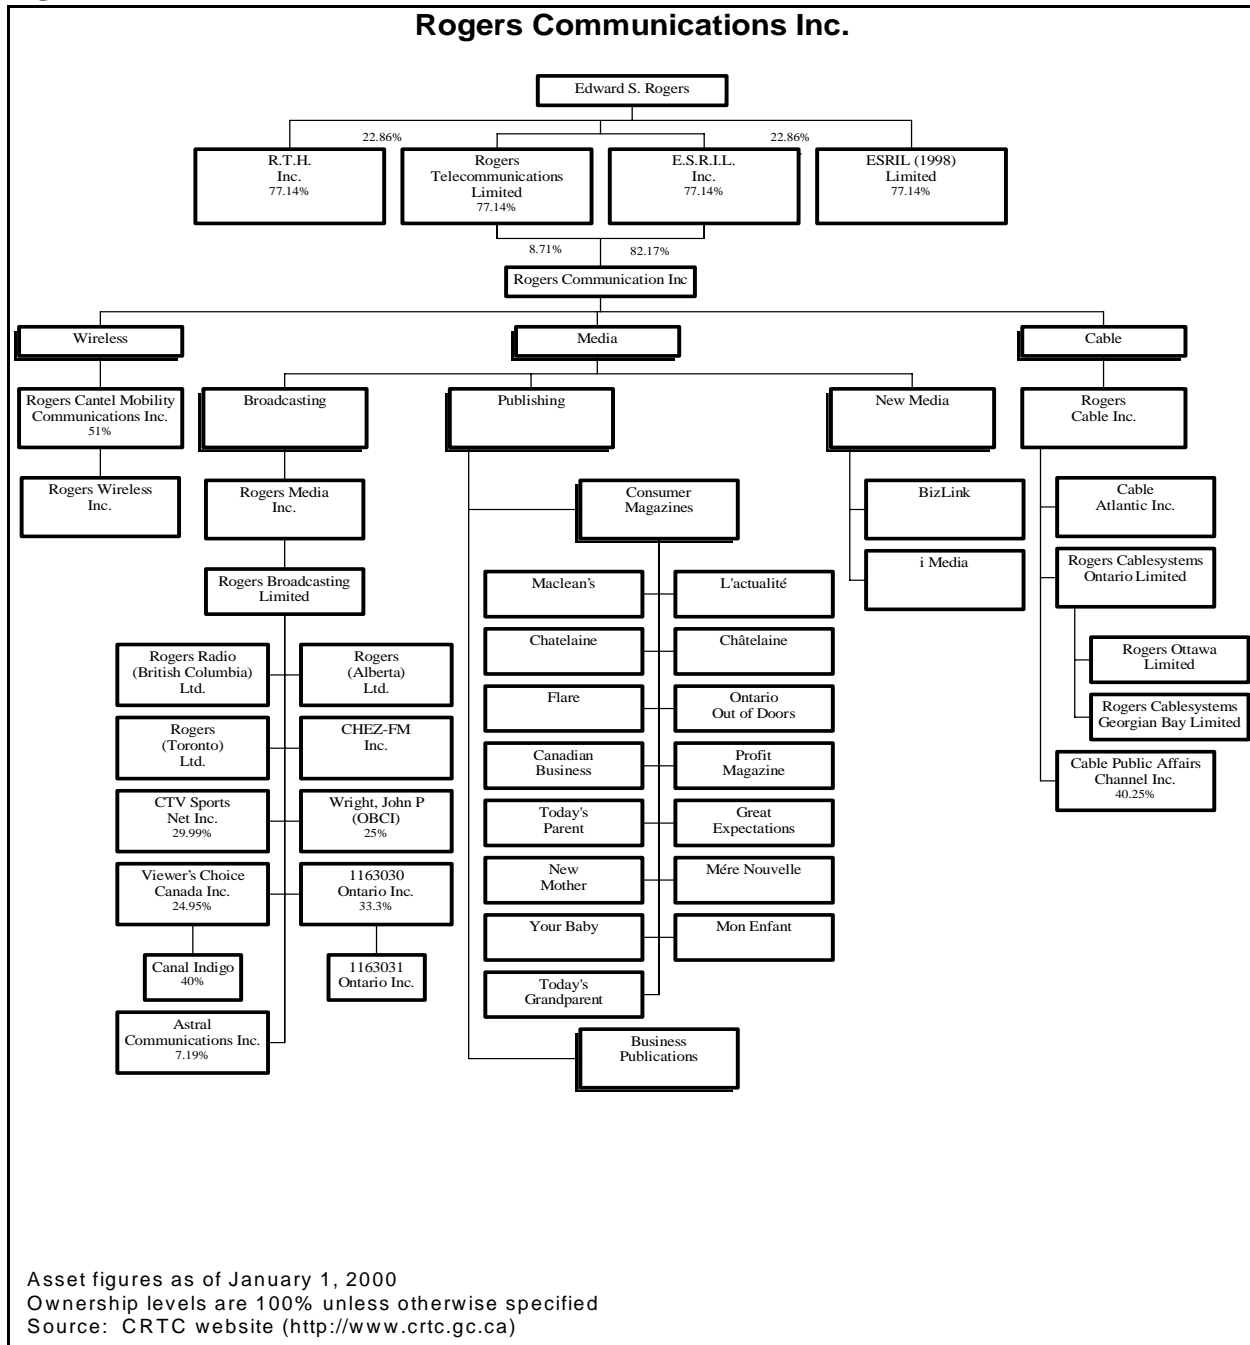 Rogers Communications Inc.
Edward S. Rogers
22.86%
22.86%
R.T.H.
Inc.
77.14%
Rogers
Telecommunications
Limited
77.14%
E.S.R.I.L.
Inc.
77.14%
ESRIL (1998)
Limited
77.14%
8.71%
82.17%
Rogers Communication Inc
Wireless
Media
Cable
Rogers Cantel Mobility
Communications Inc.
51%
Rogers Wireless
Inc.
Broadcasting
Publishing
New Media
Rogers
Cable Inc.
Rogers Media
Inc.
Rogers Broadcasting
Limited
Rogers Radio
(British Columbia)
Ltd.
Rogers
(Alberta)
Ltd.
Rogers
(Toronto)
Ltd.
CHEZ-FM
Inc.
CTV Sports
Net Inc.
29.99%
Wright, John P
(OBCI)
25%
Viewer's Choice
Canada Inc.
24.95%
1163030
Ontario Inc.
33.3%
Canal Indigo
40%
1163031
Ontario Inc.
Astral
Communications Inc.
7.19%
Consumer
Magazines
Maclean's
L'actualité
Chatelaine
Châtelaine
Flare
Ontario
Out of Doors
Canadian
Business
Profit
Magazine
Today's
Parent
Great
Expectations
New
Mother
Mére Nouvelle
Your Baby
Mon Enfant
Today's
Grandparent
Business
Publications
BizLink
i Media
Cable
Atlantic Inc.
Rogers Cablesystems
Ontario Limited
Rogers Ottawa
Limited
Rogers Cablesystems
Georgian Bay Limited
Cable Public Affairs
Channel Inc.
40.25%
Asset figures as of January 1, 2000
Ownership levels are 100% unless otherwise specified
Source: CRTC website (http://www.crtc.gc.ca)